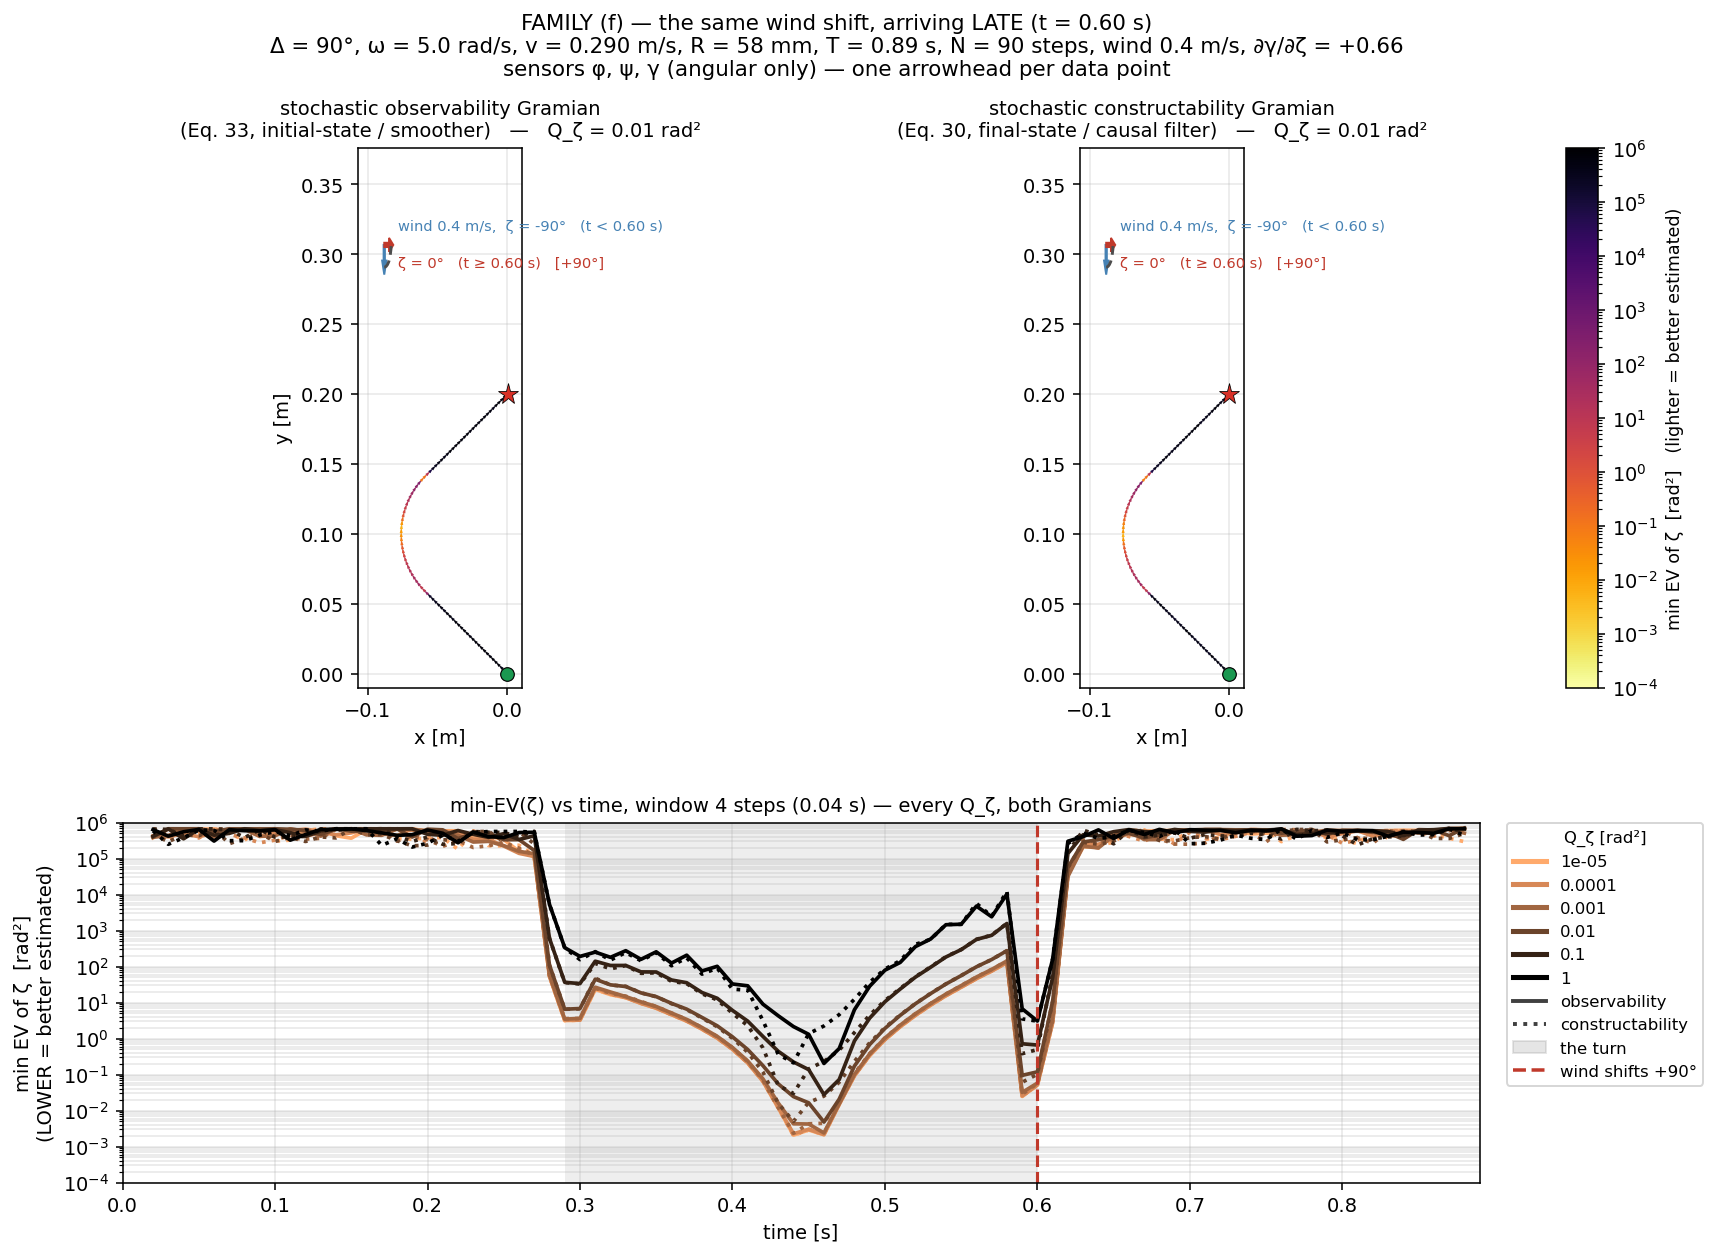 FAMILY (f) — the same wind shift, arriving LATE (t = 0.60 s)
Δ = 90°, ω = 5.0 rad/s, v = 0.290 m/s, R = 58 mm, T = 0.89 s, N = 90 steps, wind 0.4 m/s, ∂γ/∂ζ = +0.66
sensors φ, ψ, γ (angular only) — one arrowhead per data point
stochastic observability Gramian
(Eq. 33, initial-state / smoother)   —   Q_ζ = 0.01 rad²
0.35
0.30
0.25
0.20
0.15
0.10
0.05
0.00
y [m]
wind 0.4 m/s,  ζ = -90°   (t < 0.60 s)
ζ = 0°   (t ≥ 0.60 s)   [+90°]
−0.1
0.0
x [m]
stochastic constructability Gramian
(Eq. 30, final-state / causal filter)   —   Q_ζ = 0.01 rad²
0.35
0.30
0.25
0.20
0.15
0.10
0.05
0.00
wind 0.4 m/s,  ζ = -90°   (t < 0.60 s)
ζ = 0°   (t ≥ 0.60 s)   [+90°]
−0.1
0.0
x [m]
10⁶
10⁵
10⁴
10³
10²
10¹
10⁰
10⁻¹
10⁻²
10⁻³
10⁻⁴
min EV of ζ  [rad²]   (lighter = better estimated)
min-EV(ζ) vs time, window 4 steps (0.04 s) — every Q_ζ, both Gramians
min EV of ζ  [rad²]
(LOWER = better estimated)
10⁶
10⁵
10⁴
10³
10²
10¹
10⁰
10⁻¹
10⁻²
10⁻³
10⁻⁴
0.0
0.1
0.2
0.3
0.4
0.5
0.6
0.7
0.8
time [s]
Q_ζ [rad²]
1e-05
0.0001
0.001
0.01
0.1
1
observability
constructability
the turn
wind shifts +90°